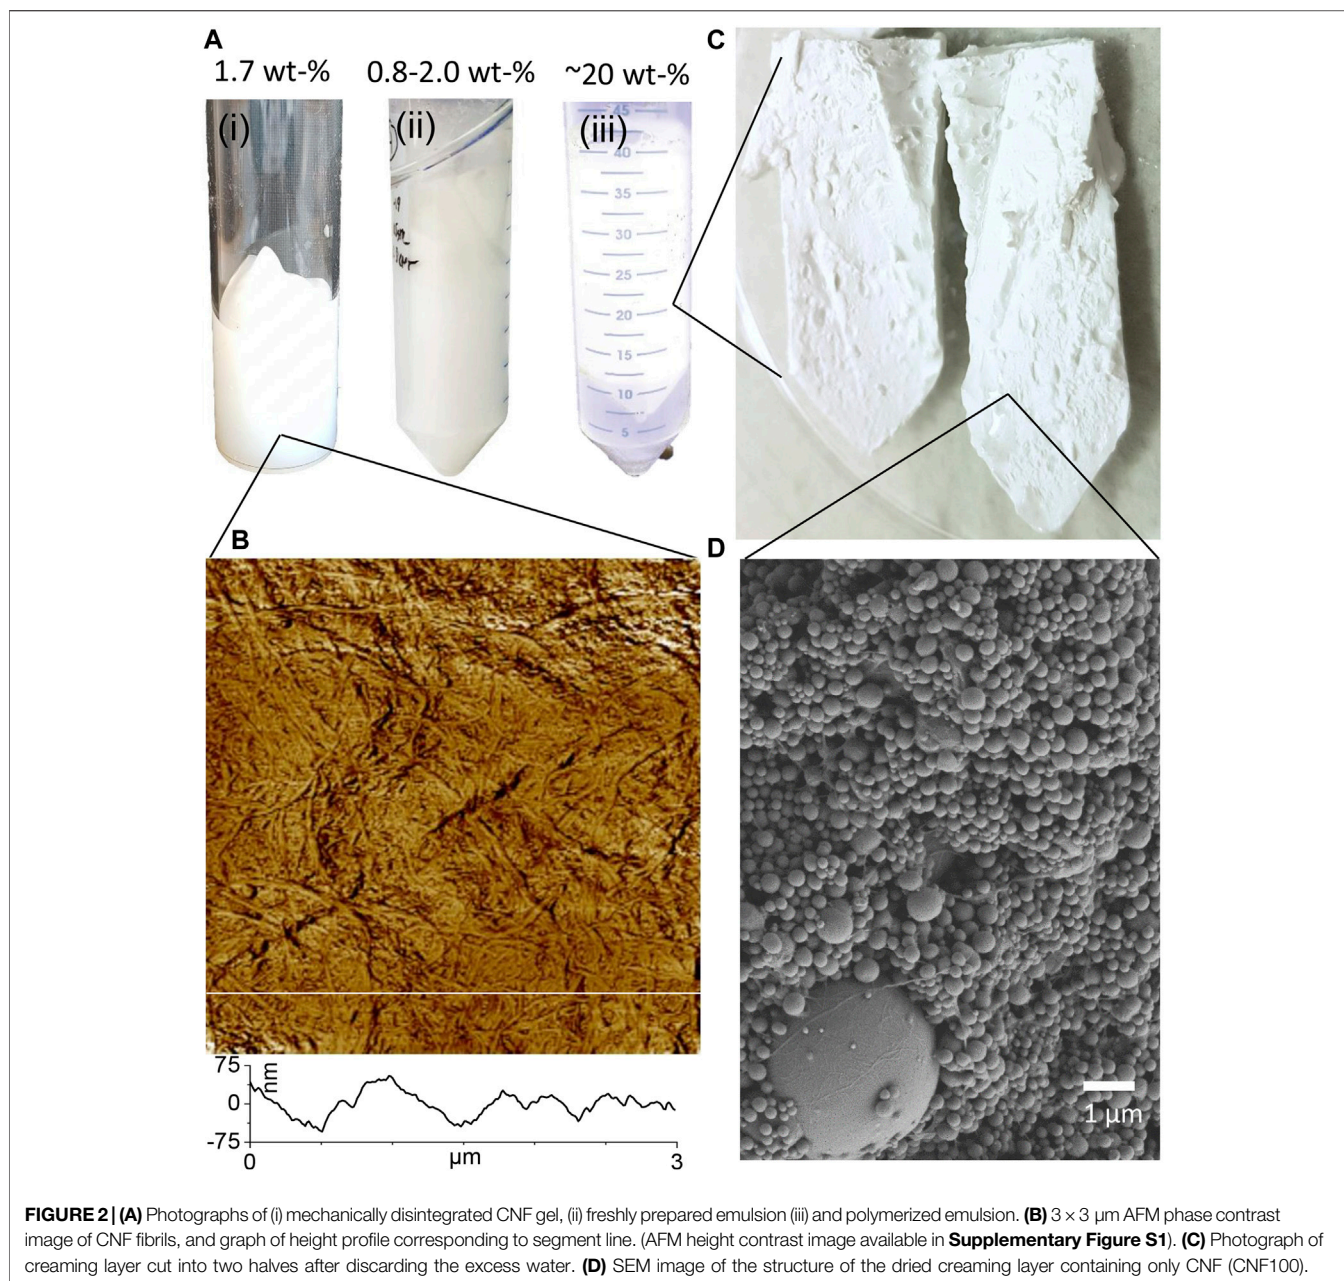 A
1.7 wt-%
0.8-2.0 wt-%
~20 wt-%
(i)
(ii)
(iii)
45
40
35
30
25
20
15
10
5
C
B
75
nm
0
-75
0
µm
3
D
1 µm
FIGURE 2 | (A) Photographs of (i) mechanically disintegrated CNF gel, (ii) freshly prepared emulsion (iii) and polymerized emulsion. (B) 3 × 3 µm AFM phase contrast
image of CNF fibrils, and graph of height profile corresponding to segment line. (AFM height contrast image available in Supplementary Figure S1). (C) Photograph of
creaming layer cut into two halves after discarding the excess water. (D) SEM image of the structure of the dried creaming layer containing only CNF (CNF100).